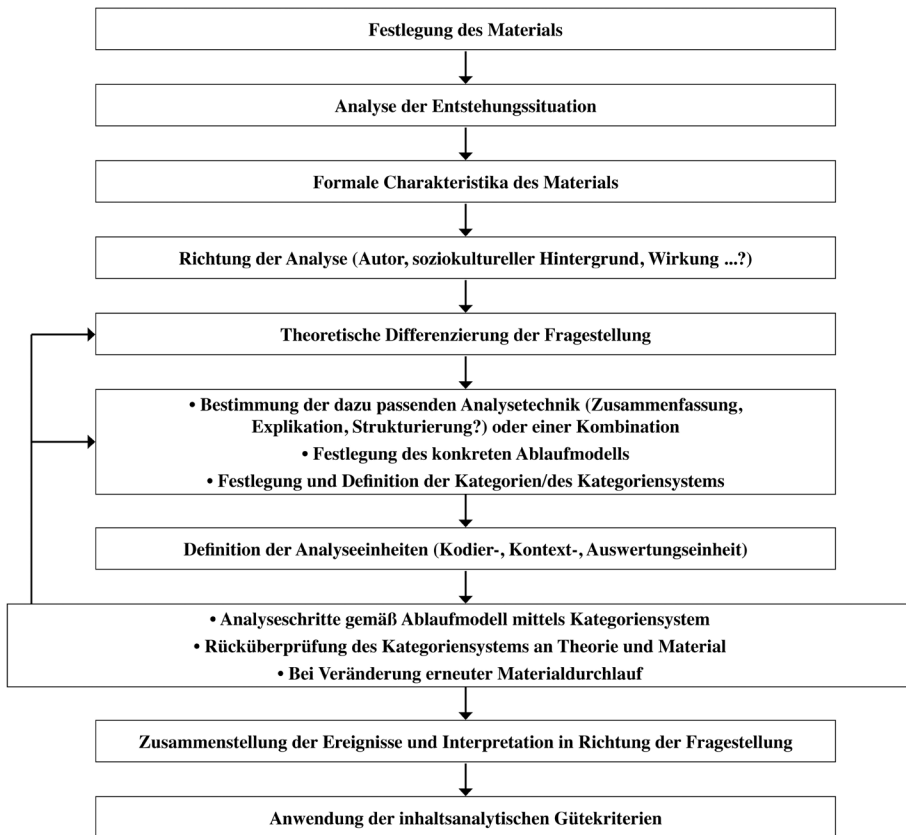 Festlegung des Materials
Analyse der Entstehungssituation
Formale Charakteristika des Materials
Richtung der Analyse (Autor, soziokultureller Hintergrund, Wirkung ...?)
Theoretische Differenzierung der Fragestellung
• Bestimmung der dazu passenden Analysetechnik (Zusammenfassung,
Explikation, Strukturierung?) oder einer Kombination
• Festlegung des konkreten Ablaufmodells
• Festlegung und Definition der Kategorien/des Kategoriensystems
Definition der Analyseeinheiten (Kodier-, Kontext-, Auswertungseinheit)
• Analyseschritte gemäß Ablaufmodell mittels Kategoriensystem
• Rücküberprüfung des Kategoriensystems an Theorie und Material
• Bei Veränderung erneuter Materialdurchlauf
Zusammenstellung der Ereignisse und Interpretation in Richtung der Fragestellung
Anwendung der inhaltsanalytischen Gütekriterien